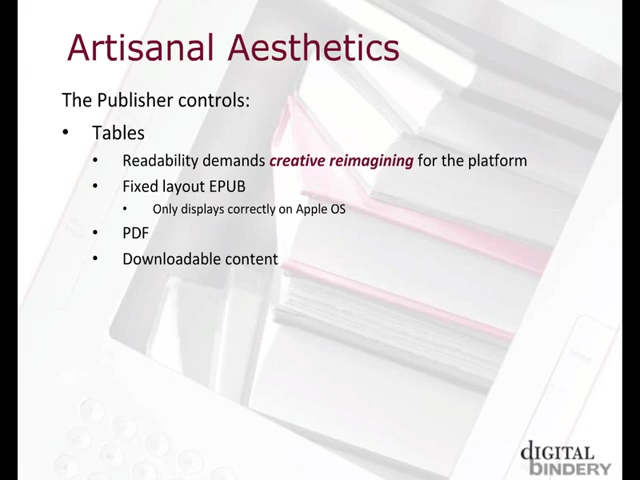 Artisanal Aesthetics
The Publisher controls:
• Tables
• Readability demands creative reimagining for the platform
• Fixed layout EPUB
• Only displays correctly on Apple OS
• PDF
• Downloadable content
dIGITAL
BINDERY